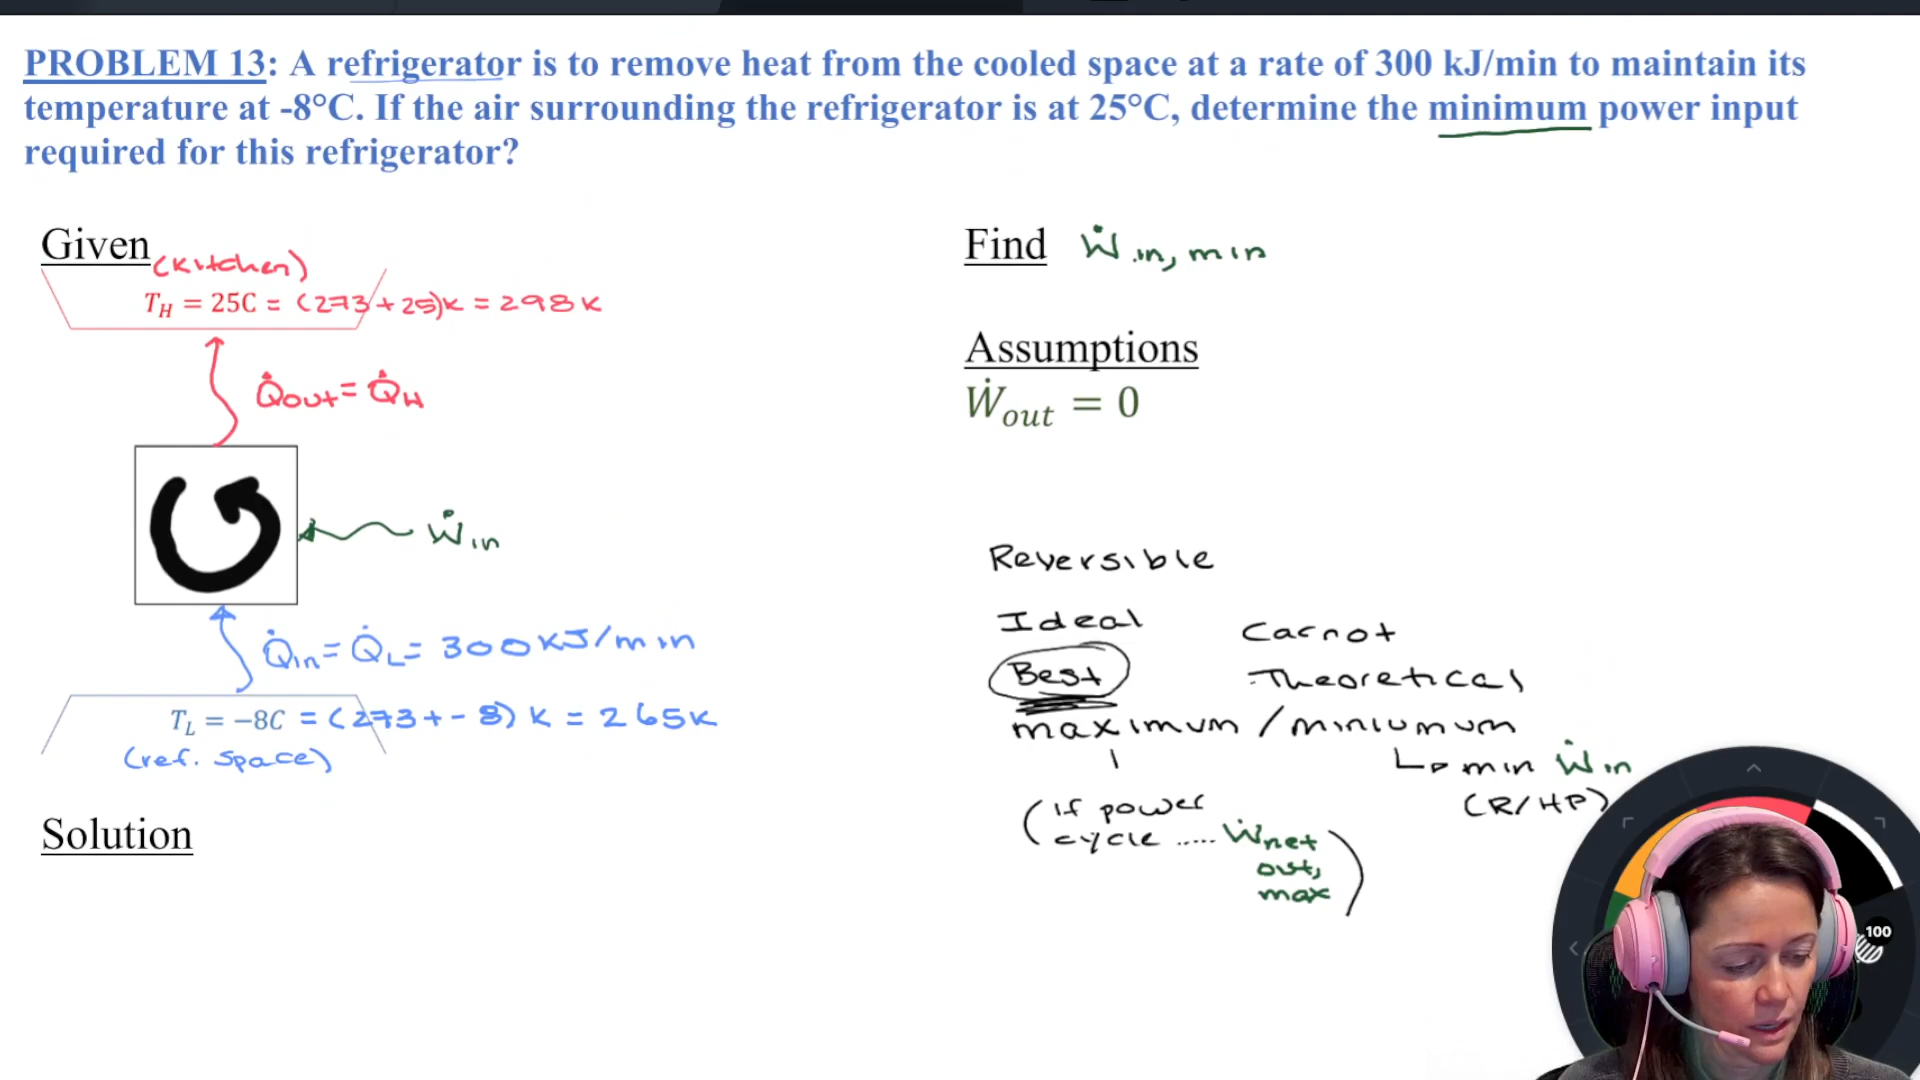 PROBLEM 13: A refrigerator is to remove heat from the cooled space at a rate of 300 kJ/min to maintain its
temperature at -8°C. If the air surrounding the refrigerator is at 25°C, determine the minimum power input
required for this refrigerator?
Given
(Kitchen)
T_H = 25C = (273 + 25)K = 298K
Q̇out = Q̇H
Ẇin
Q̇in = Q̇L = 300 KJ/min
T_L = −8C = (273 + - 8) K = 265K
(ref. space)
Solution
Find Ẇ in, min
Assumptions
Ẇ_out = 0
Reversible
Ideal
Carnot
Best
Theoretical
maximum / miniumum
min Ẇin
(R/HP)
(If power
cycle ..... Ẇnet
out,
max)
100